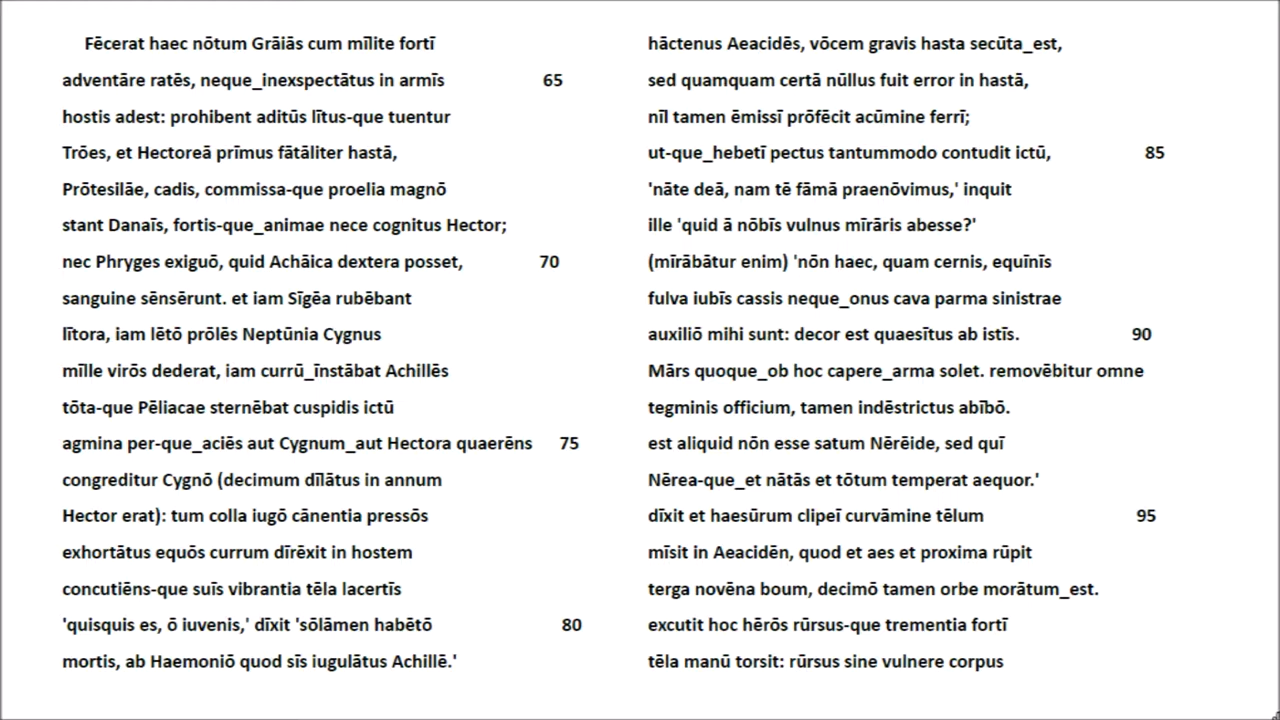 Fēcerat haec nōtum Grāiās cum mīlite fortī
adventāre ratēs, neque_inexspectātus in armīs 65
hostis adest: prohibent aditūs lītus-que tuentur
Trōes, et Hectoreā prīmus fātāliter hastā,
Prōtesilāe, cadis, commissa-que proelia magnō
stant Danaīs, fortis-que_animae nece cognitus Hector;
nec Phryges exiguō, quid Achāica dextera posset, 70
sanguine sēnsērunt. et iam Sīgēa rubēbant
lītora, iam lētō prōlēs Neptūnia Cygnus
mīlle virōs dederat, iam currū_īnstābat Achillēs
tōta-que Pēliacae sternēbat cuspidis ictū
agmina per-que_aciēs aut Cygnum_aut Hectora quaerēns 75
congreditur Cygnō (decimum dīlātus in annum
Hector erat): tum colla iugō cānentia pressōs
exhortātus equōs currum dīrēxit in hostem
concutiēns-que suīs vibrantia tēla lacertīs
'quisquis es, ō iuvenis,' dīxit 'sōlāmen habētō 80
mortis, ab Haemoniō quod sīs iugulātus Achillē.'
hāctenus Aeacidēs, vōcem gravis hasta secūta_est,
sed quamquam certā nūllus fuit error in hastā,
nīl tamen ēmissī prōfēcit acūmine ferrī;
ut-que_hebetī pectus tantummodo contudit ictū, 85
'nāte deā, nam tē fāmā praenōvimus,' inquit
ille 'quid ā nōbīs vulnus mīrāris abesse?'
(mīrābātur enim) 'nōn haec, quam cernis, equīnīs
fulva iubīs cassis neque_onus cava parma sinistrae
auxiliō mihi sunt: decor est quaesītus ab istīs. 90
Mārs quoque_ob hoc capere_arma solet. removēbitur omne
tegminis officium, tamen indēstrictus abībō.
est aliquid nōn esse satum Nērēide, sed quī
Nērea-que_et nātās et tōtum temperat aequor.'
dīxit et haesūrum clipeī curvāmine tēlum 95
mīsit in Aeacidēn, quod et aes et proxima rūpit
terga novēna boum, decimō tamen orbe morātum_est.
excutit hoc hērōs rūrsus-que trementia fortī
tēla manū torsit: rūrsus sine vulnere corpus